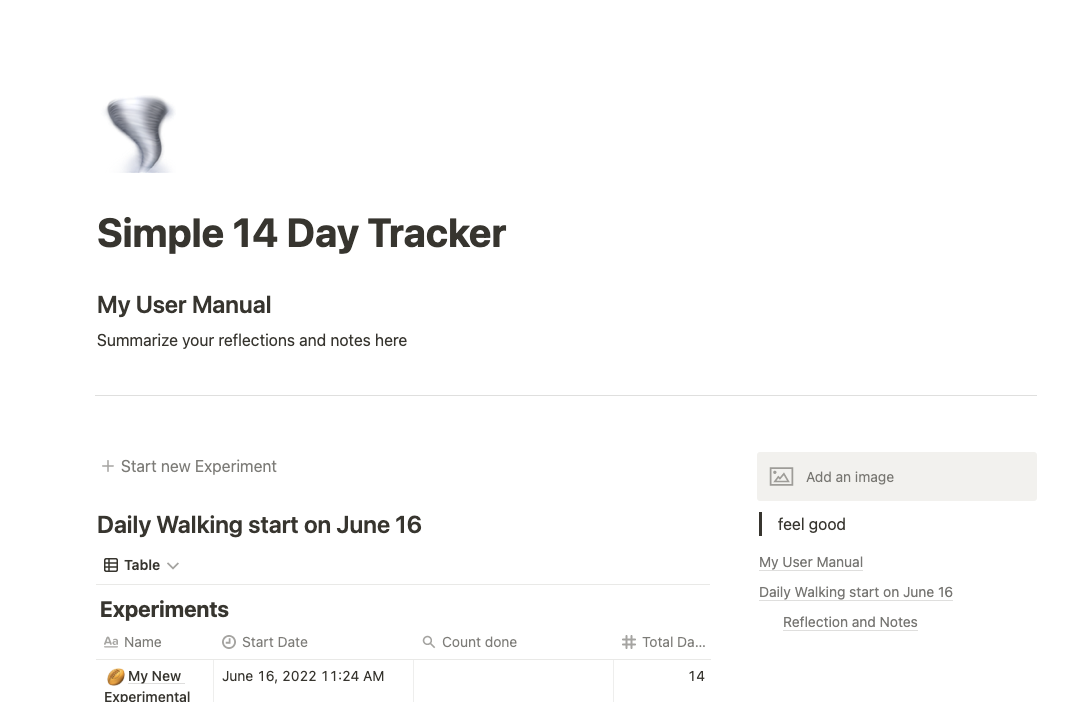 Simple 14 Day Tracker
My User Manual
Summarize your reflections and notes here
Start new Experiment
Daily Walking start on June 16
Table
Experiments
Aa Name Start Date Count done Total Da...
My New June 16, 2022 11:24 AM 14
Experimental
Add an image
feel good
My User Manual
Daily Walking start on June 16
Reflection and Notes